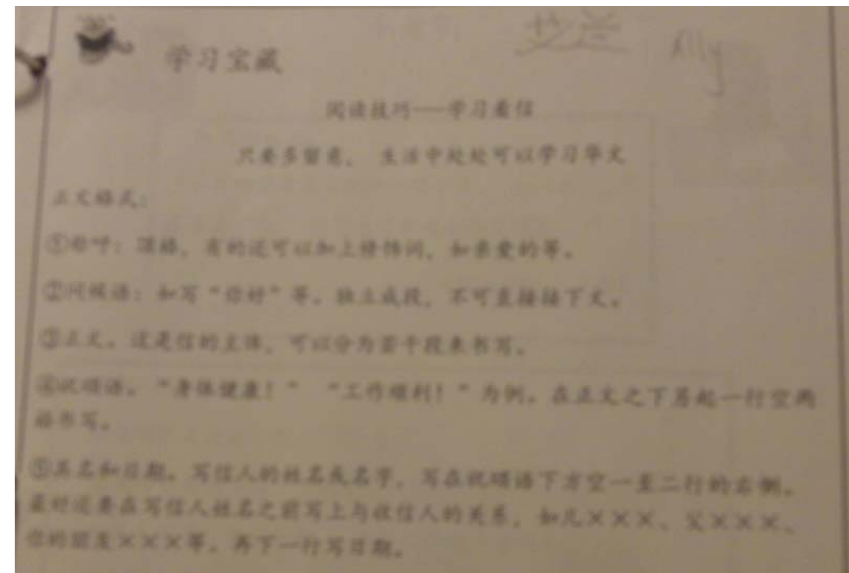 艾兰 Ally
学习宝藏
阅读技巧——学习看信
只要多留意， 生活中处处可以学习华文
正文格式：
①称呼：顶格，有的还可以加上修饰词，如亲爱的等。
②问候语：如写“你好”等。独立成段，不可直接接下文。
③正文。这是信的主体，可以分为若干段来书写。
④祝颂语。“身体健康！” “工作顺利！”为例。在正文之下另起一行空两
格书写。
⑤具名和日期。写信人的姓名或名字，写在祝颂语下方空一至二行的右侧。
最好还要在写信人姓名之前写上与收信人的关系，如儿×××、父×××、
你的朋友×××等。再下一行写日期。